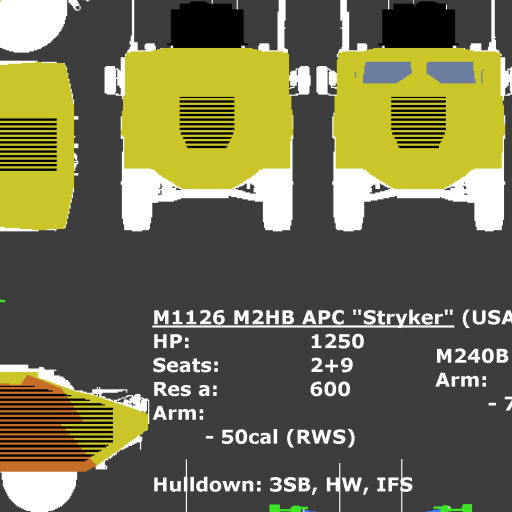 M1126 M2HB APC "Stryker" (USA
HP: 1250
Seats: 2+9
Res a: 600
Arm:
- 50cal (RWS)
Hulldown: 3SB, HW, IFS
M240B
Arm:
- 7